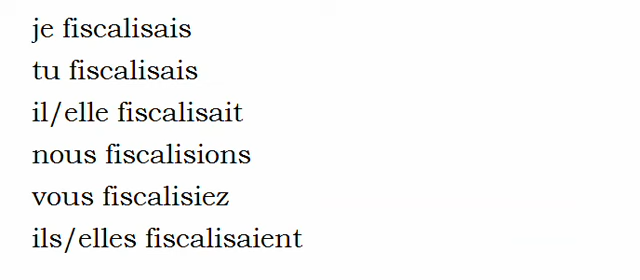 je fiscalisais
tu fiscalisais
il/elle fiscalisait
nous fiscalisions
vous fiscalisiez
ils/elles fiscalisaient